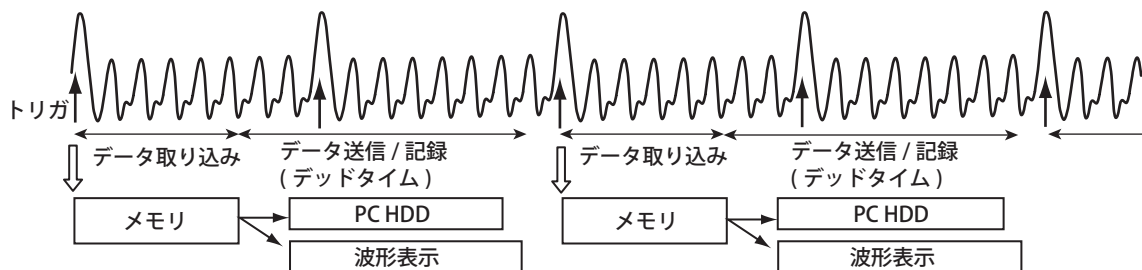 トリガ
データ取り込み
データ送信 / 記録
( デッドタイム )
データ取り込み
データ送信 / 記録
( デッドタイム )
メモリ
PC HDD
波形表示
メモリ
PC HDD
波形表示